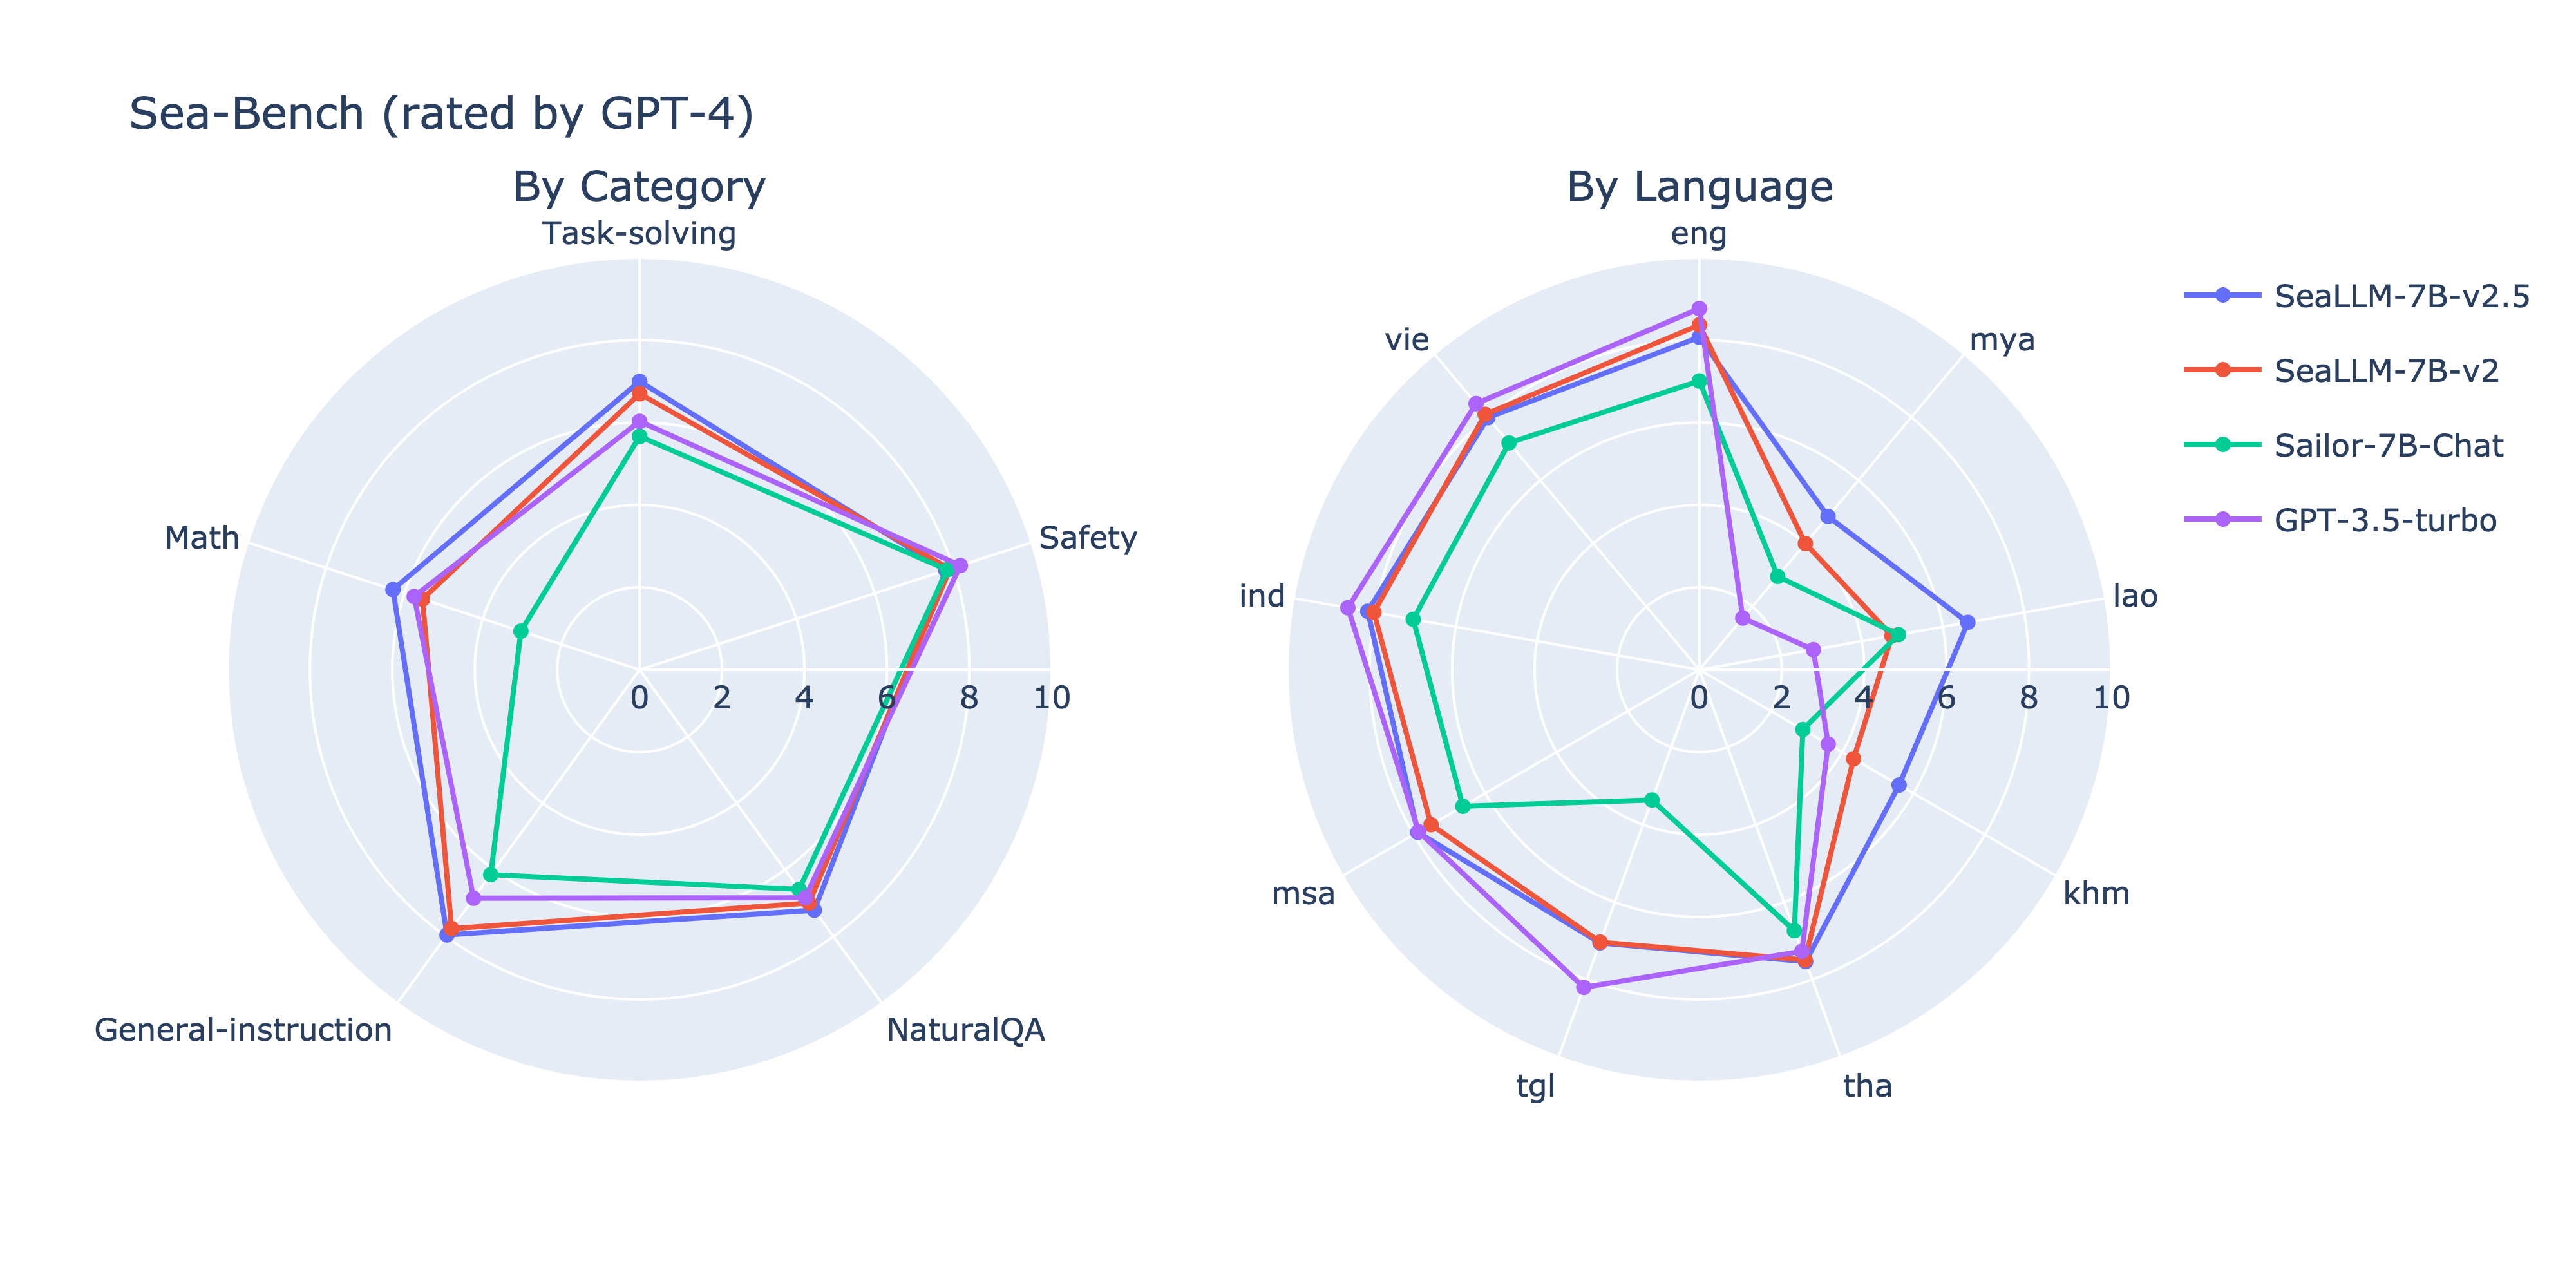 Sea-Bench (rated by GPT-4)
By Category
Task-solving
Math
Safety
0 2 4 6 8 10
General-instruction
NaturalQA
By Language
eng
vie
mya
ind
lao
0 2 4 6 8 10
msa
khm
tgl
tha
SeaLLM-7B-v2.5
SeaLLM-7B-v2
Sailor-7B-Chat
GPT-3.5-turbo